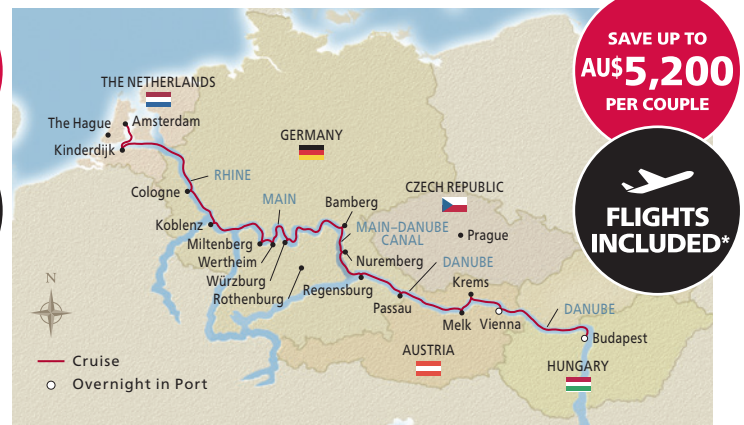 SAVE UP TO
AU$5,200
PER COUPLE
FLIGHTS
INCLUDED*
THE NETHERLANDS
The Hague
Amsterdam
Kinderdijk
GERMANY
RHINE
Cologne
MAIN
Bamberg
CZECH REPUBLIC
Koblenz
MAIN–DANUBE
CANAL
Prague
Miltenberg
Wertheim
Nuremberg
DANUBE
Würzburg
Rothenburg
Regensburg
Krems
Passau
Melk
Vienna
DANUBE
Budapest
AUSTRIA
HUNGARY
N
Cruise
Overnight in Port